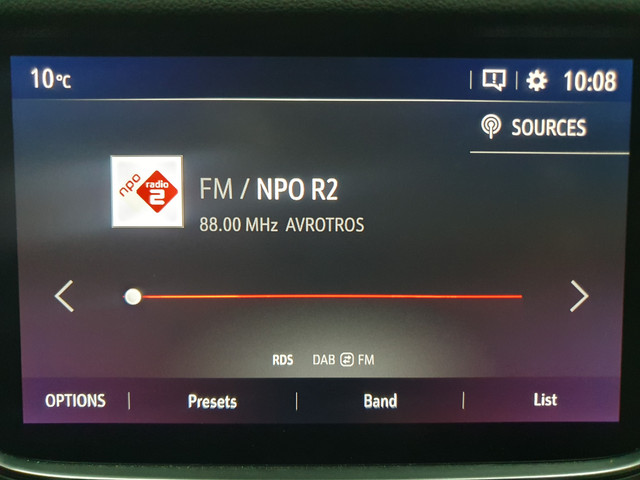 10°C
10:08
SOURCES
npo radio 2
FM / NPO R2
88.00 MHz AVROTROS
RDS DAB FM
OPTIONS Presets Band List